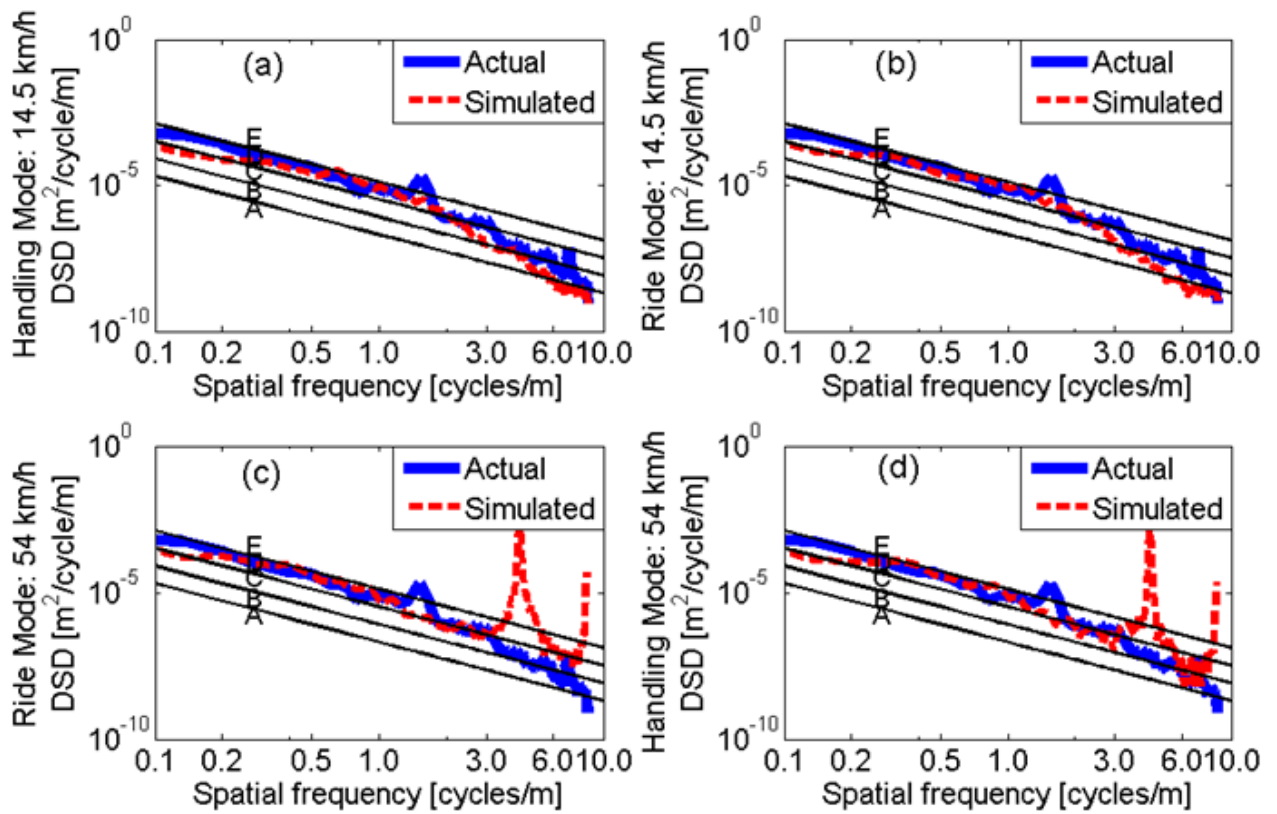 Handling Mode: 14.5 km/h
DSD [m²/cycle/m]
10⁰
10⁻⁵
10⁻¹⁰
(a)
Actual
Simulated
C
B
A
0.1 0.2 0.5 1.0 3.0 6.010.0
Spatial frequency [cycles/m]
Ride Mode: 14.5 km/h
DSD [m²/cycle/m]
10⁰
10⁻⁵
10⁻¹⁰
(b)
Actual
Simulated
C
B
A
0.1 0.2 0.5 1.0 3.0 6.010.0
Spatial frequency [cycles/m]
Ride Mode: 54 km/h
DSD [m²/cycle/m]
10⁰
10⁻⁵
10⁻¹⁰
(c)
Actual
Simulated
C
B
A
0.1 0.2 0.5 1.0 3.0 6.010.0
Spatial frequency [cycles/m]
Handling Mode: 54 km/h
DSD [m²/cycle/m]
10⁰
10⁻⁵
10⁻¹⁰
(d)
Actual
Simulated
C
B
A
0.1 0.2 0.5 1.0 3.0 6.010.0
Spatial frequency [cycles/m]